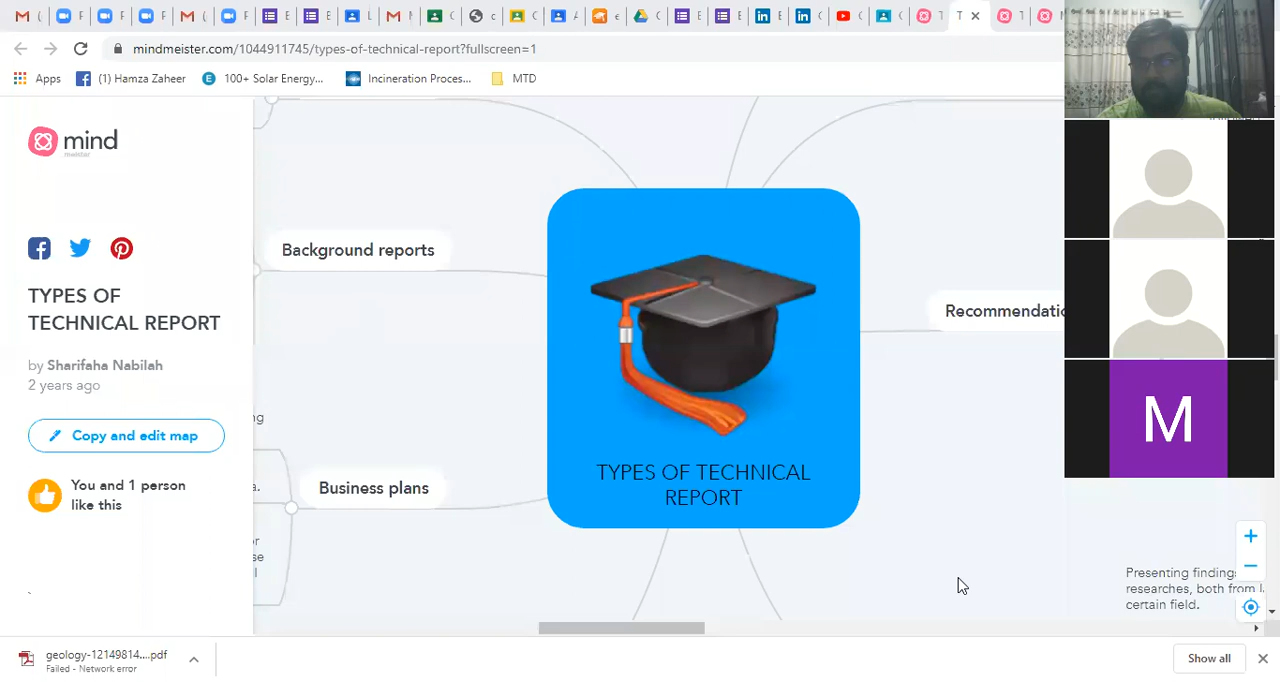 mindmeister.com/1044911745/types-of-technical-report?fullscreen=1
Apps
(1) Hamza Zaheer
100+ Solar Energy...
Incineration Proces...
MTD
mind
meister
TYPES OF
TECHNICAL REPORT
by Sharifaha Nabilah
2 years ago
Copy and edit map
You and 1 person
like this
Background reports
Business plans
TYPES OF TECHNICAL
REPORT
Recommendatio
Presenting findings
researches, both from l
certain field.
M
geology-12149814....pdf
Failed - Network error
Show all